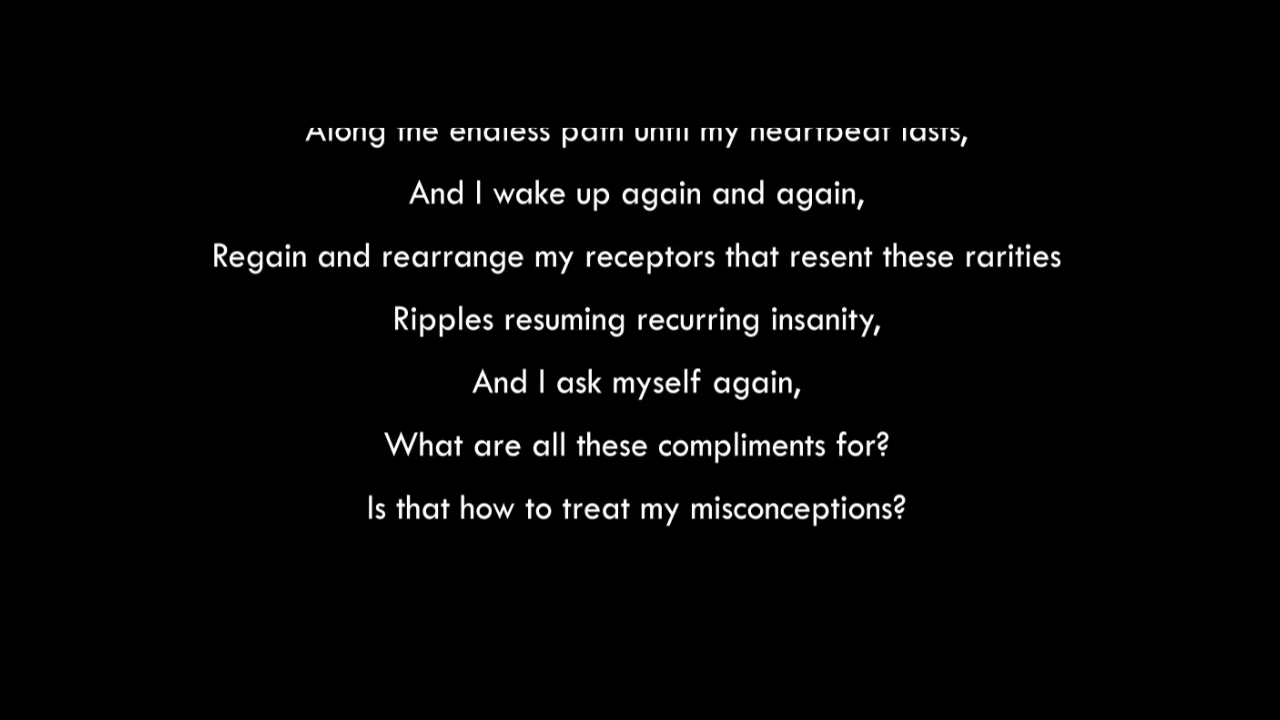 Along the endless path until my heartbeat lasts,
And I wake up again and again,
Regain and rearrange my receptors that resent these rarities
Ripples resuming recurring insanity,
And I ask myself again,
What are all these compliments for?
Is that how to treat my misconceptions?